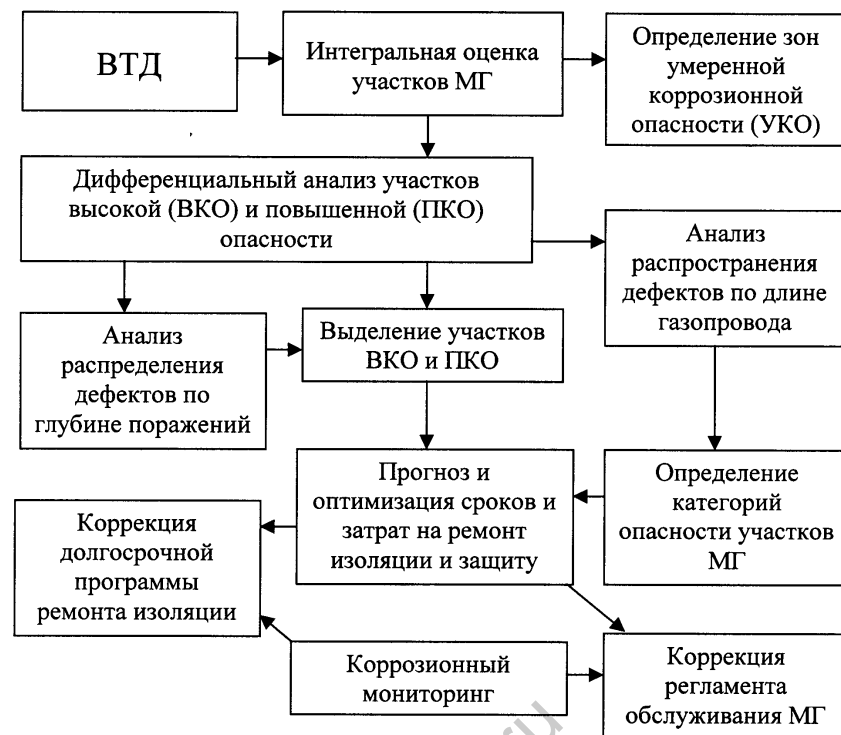 ВТД
Интегральная оценка
участков МГ
Определение зон
умеренной
коррозионной
опасности (УКО)
Дифференциальный анализ участков
высокой (ВКО) и повышенной (ПКО)
опасности
Анализ
распространения
дефектов по длине
газопровода
Анализ
распределения
дефектов по
глубине поражений
Выделение участков
ВКО и ПКО
Прогноз и
оптимизация сроков и
затрат на ремонт
изоляции и защиту
Определение
категорий
опасности участков
МГ
Коррекция
долгосрочной
программы
ремонта изоляции
Коррозионный
мониторинг
Коррекция
регламента
обслуживания МГ